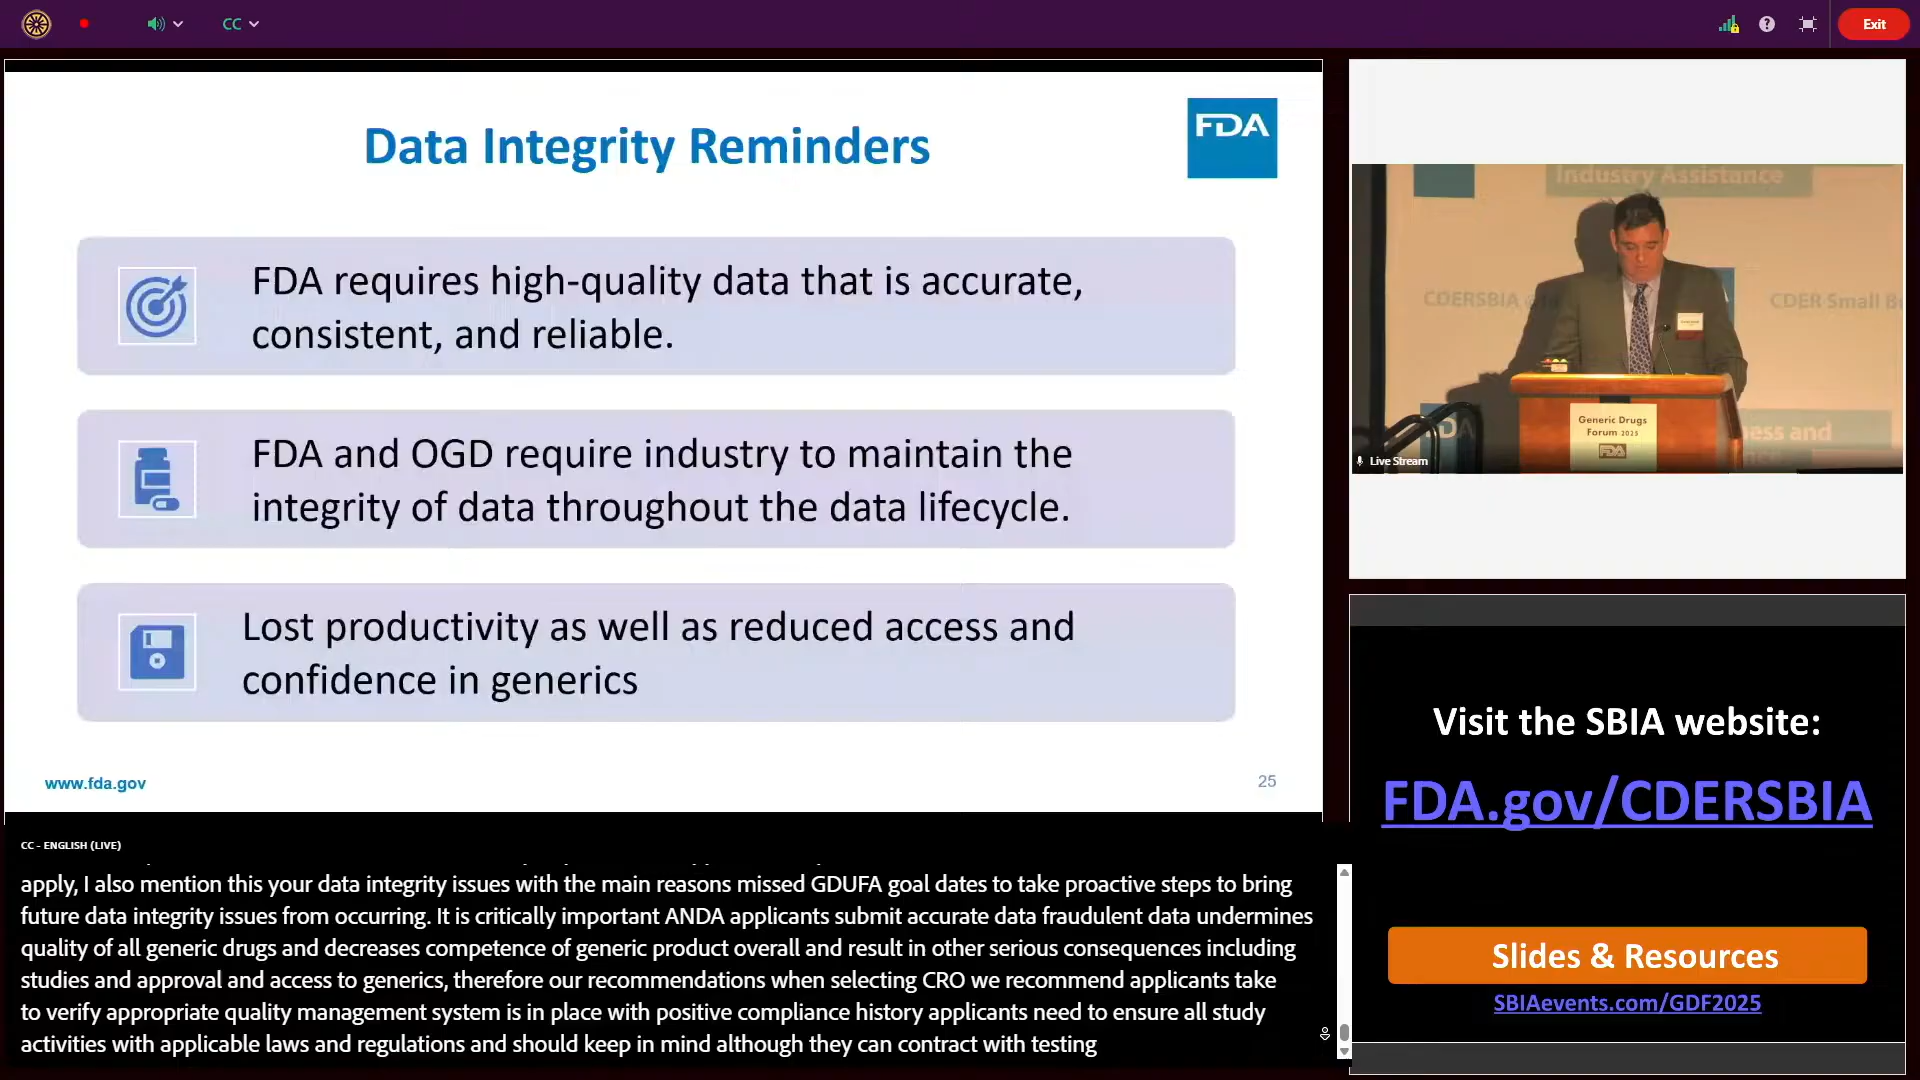 CC
Exit
Data Integrity Reminders
FDA
FDA requires high-quality data that is accurate,
consistent, and reliable.
FDA and OGD require industry to maintain the
integrity of data throughout the data lifecycle.
Lost productivity as well as reduced access and
confidence in generics
www.fda.gov
25
CC - ENGLISH (LIVE)
apply, I also mention this your data integrity issues with the main reasons missed GDUFA goal dates to take proactive steps to bring
future data integrity issues from occurring. It is critically important ANDA applicants submit accurate data fraudulent data undermines
quality of all generic drugs and decreases competence of generic product overall and result in other serious consequences including
studies and approval and access to generics, therefore our recommendations when selecting CRO we recommend applicants take
to verify appropriate quality management system is in place with positive compliance history applicants need to ensure all study
activities with applicable laws and regulations and should keep in mind although they can contract with testing
Industry Assistance
CDERSBIA
CDER Small B
Generic Drugs
Forum 2025
FDA
ness and
Live Stream
Visit the SBIA website:
FDA.gov/CDERSBIA
Slides & Resources
SBIAevents.com/GDF2025